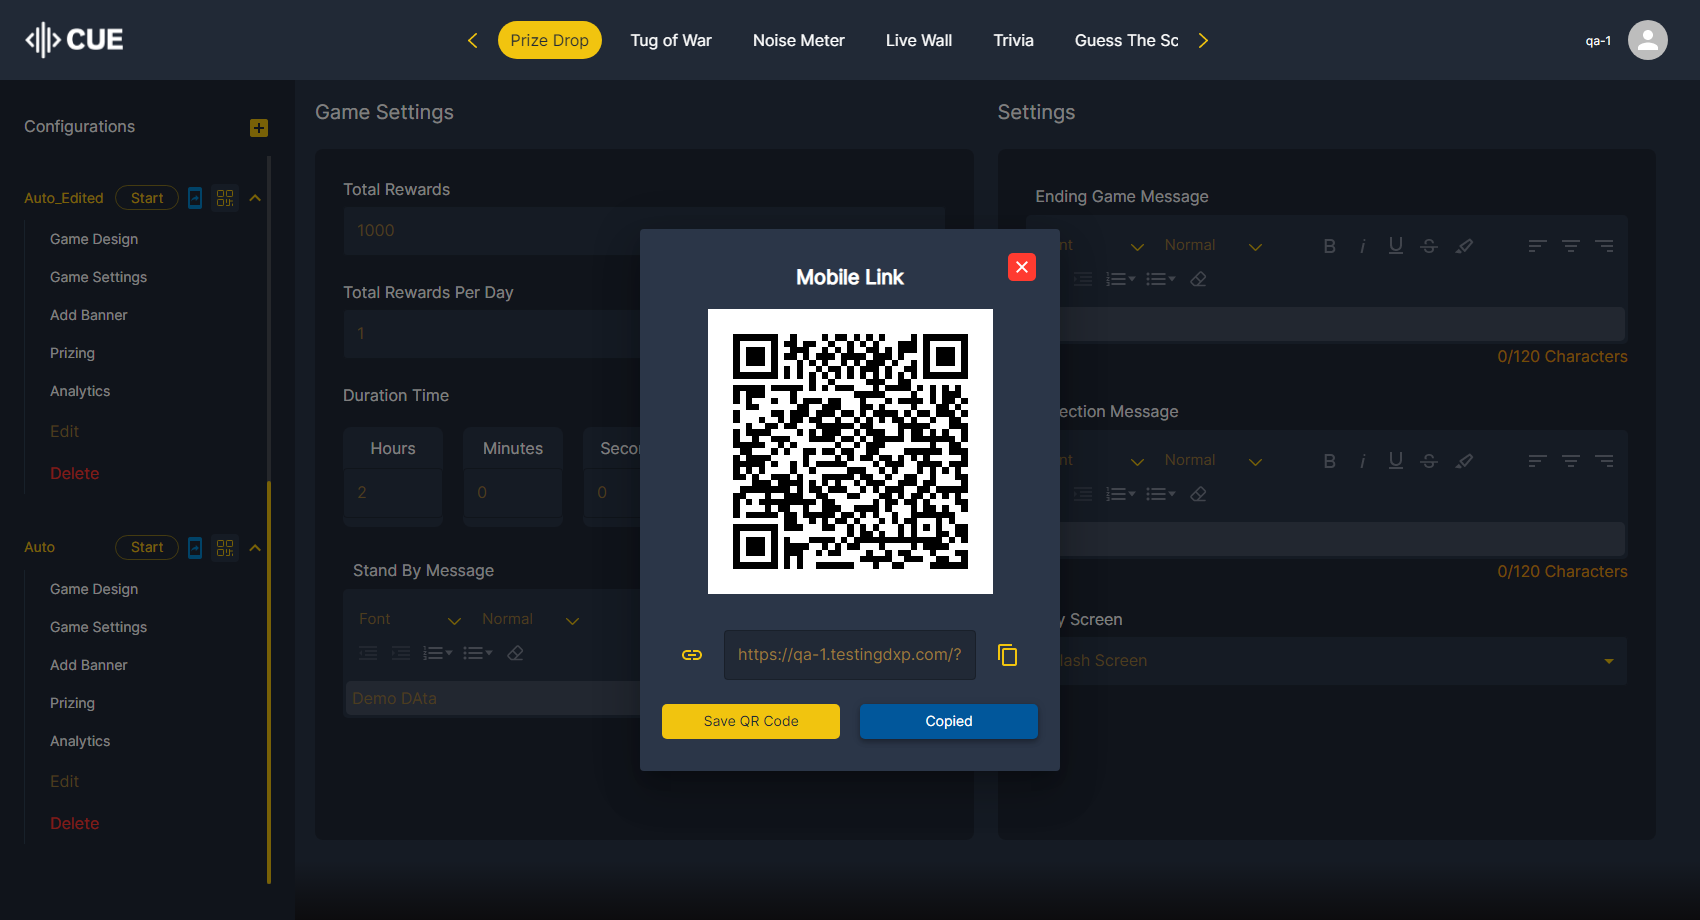 CUE
Prize Drop
Tug of War
Noise Meter
Live Wall
Trivia
Guess The Sc
qa-1
Configurations
Auto_Edited
Start
Game Design
Game Settings
Add Banner
Prizing
Analytics
Edit
Delete
Auto
Start
Game Design
Game Settings
Add Banner
Prizing
Analytics
Edit
Delete
Game Settings
Total Rewards
1000
Total Rewards Per Day
1
Duration Time
Hours
Minutes
Secon
2
0
0
Stand By Message
Font
Normal
Demo DAta
Mobile Link
https://qa-1.testingdxp.com/?
Save QR Code
Copied
Settings
Ending Game Message
nt
Normal
0/120 Characters
ection Message
nt
Normal
0/120 Characters
y Screen
lash Screen